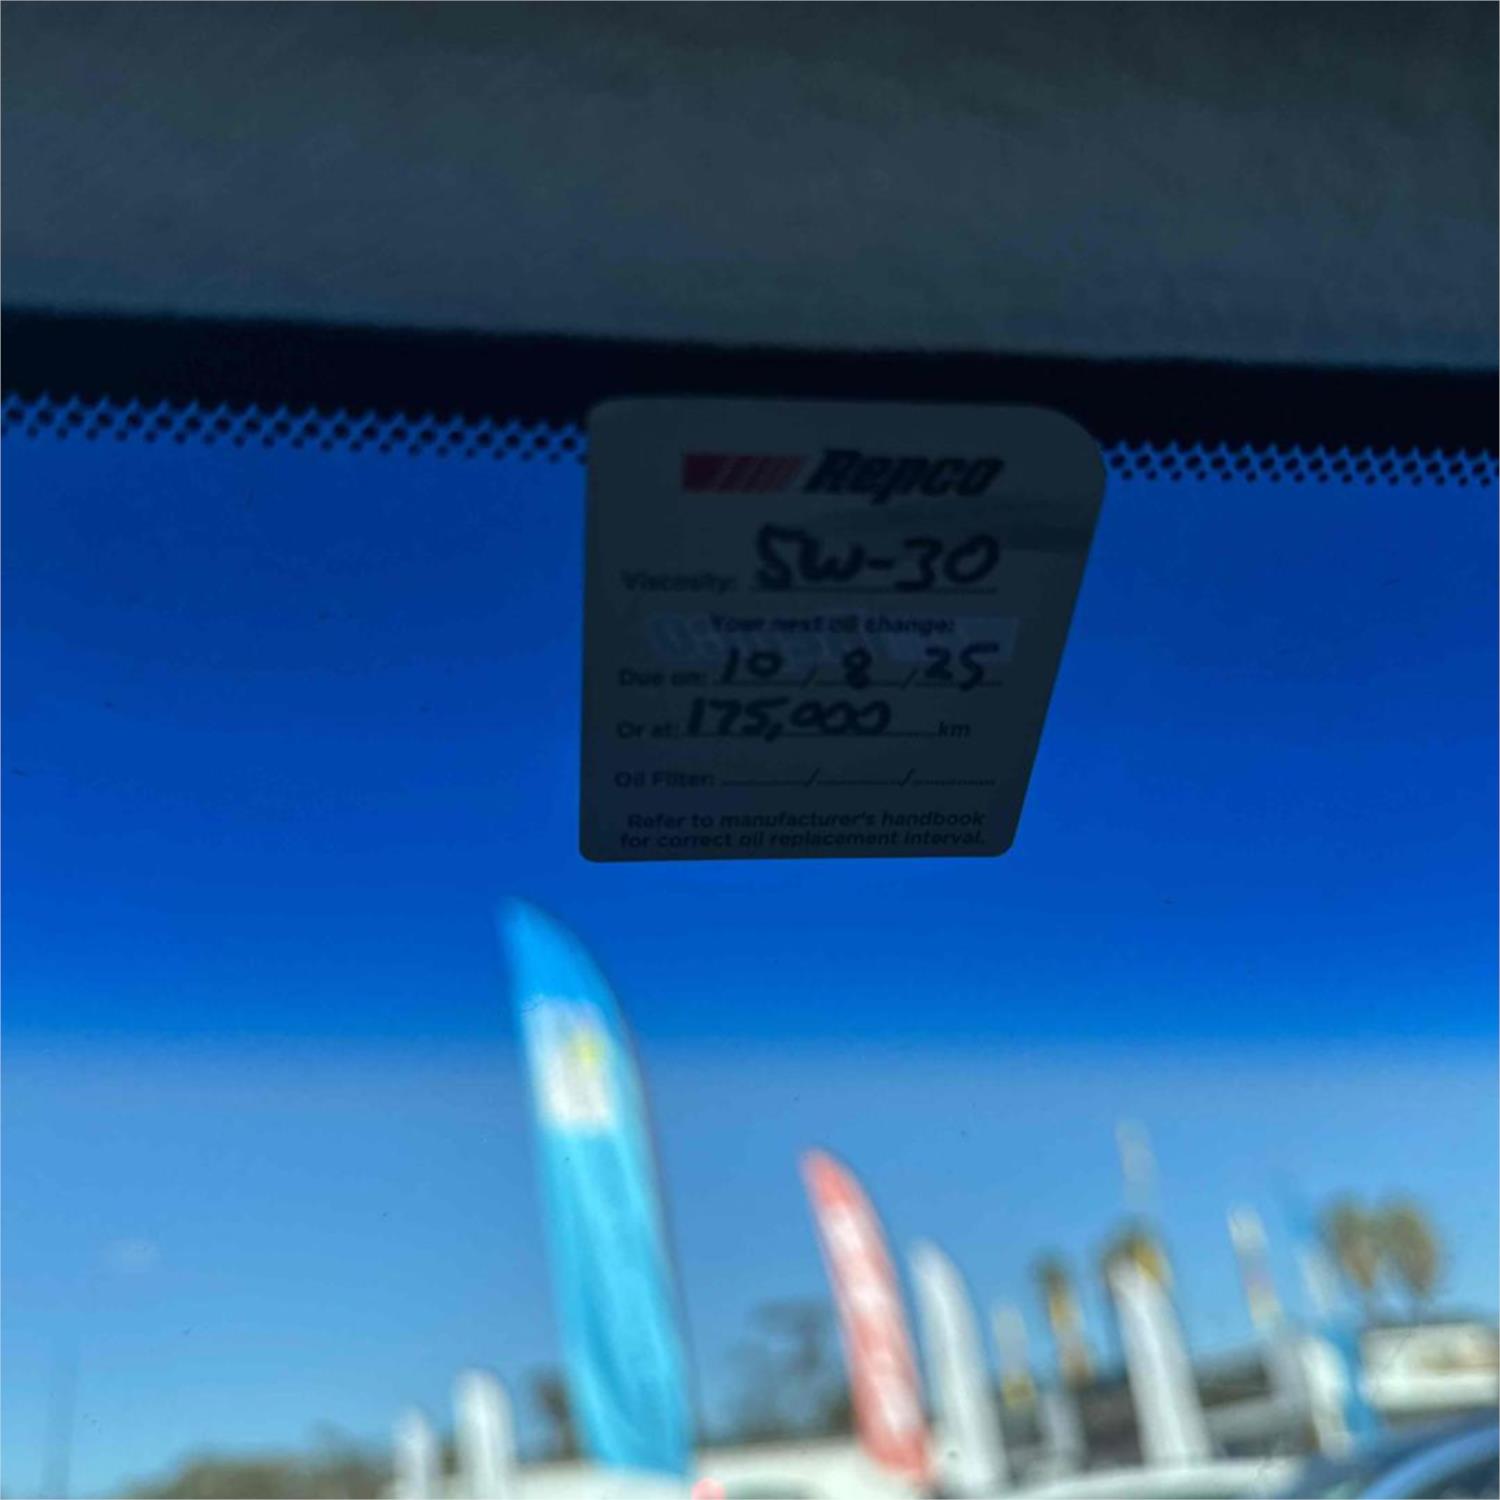 Repco
Viscosity: 5W-30
Your next oil change:
Due on: 10 / 8 / 25
Or at: 175,000 km
Oil Filter: ............/............/............
Refer to manufacturer's handbook
for correct oil replacement interval.